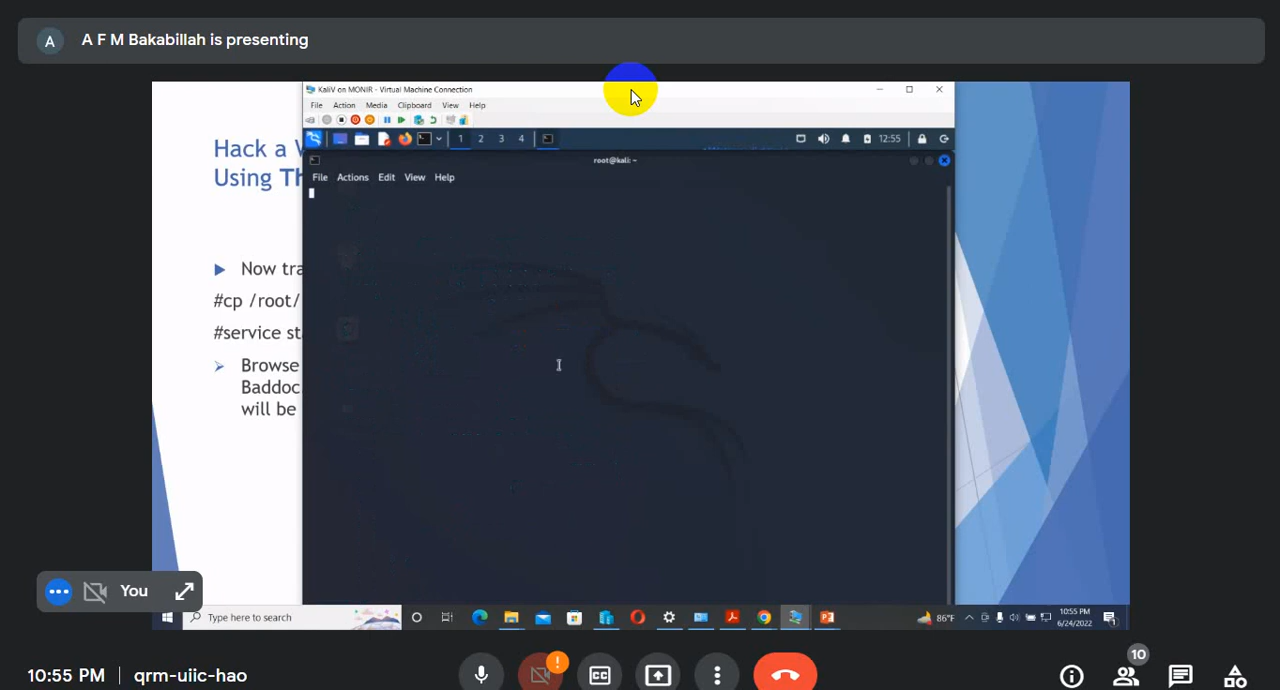 A
A F M Bakabillah is presenting
KaliV on MONIR - Virtual Machine Connection
File Action Media Clipboard View Help
1 2 3 4
12:55
root@kali: ~
File Actions Edit View Help
Hack a
Using Th
Now tra
#cp /root/
#service st
Browse
Baddoc
will be
You
Type here to search
86°F
10:55 PM
6/24/2022
1
10:55 PM
qrm-uiic-hao
!
CC
10